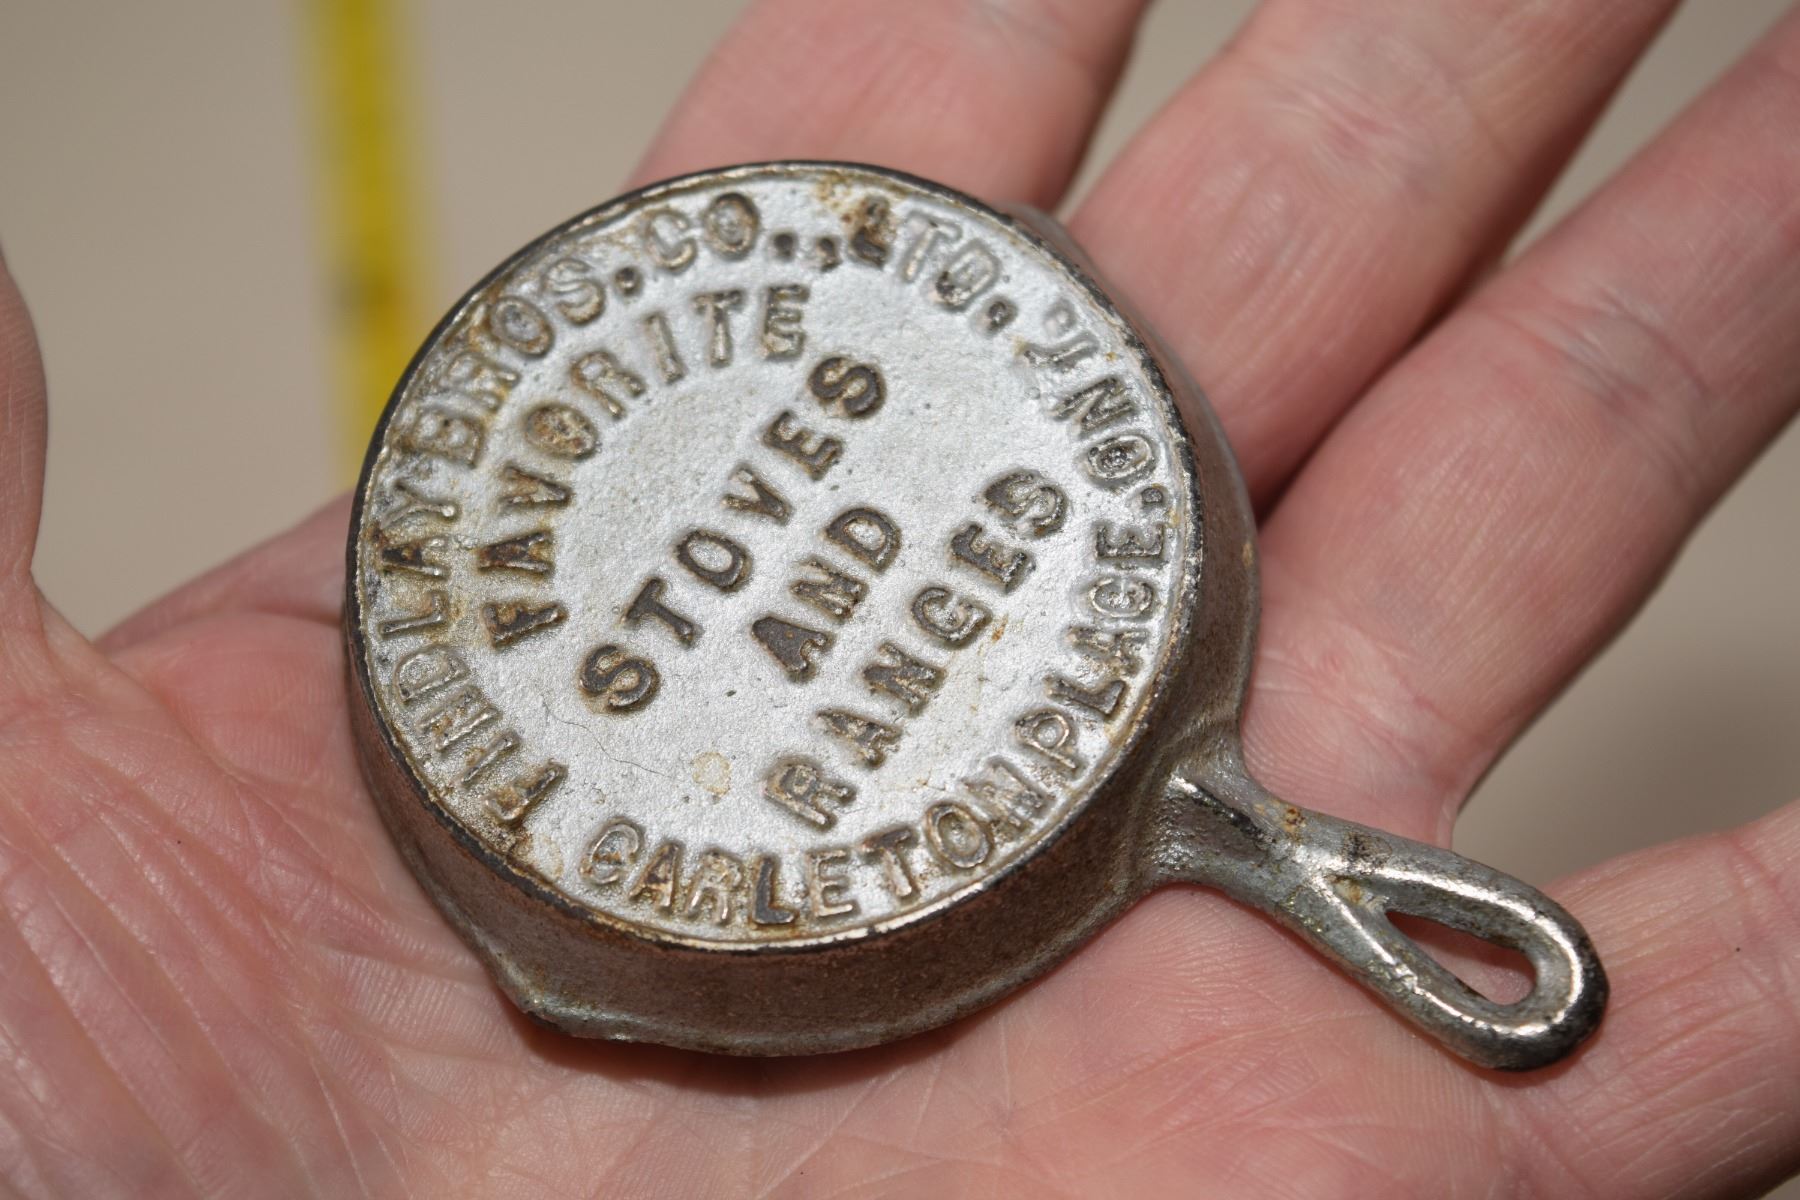 FINDLAY BROS. CO., LTD.
FAVORITE
STOVES
AND
RANGES
CARLETON PLACE. ONT.